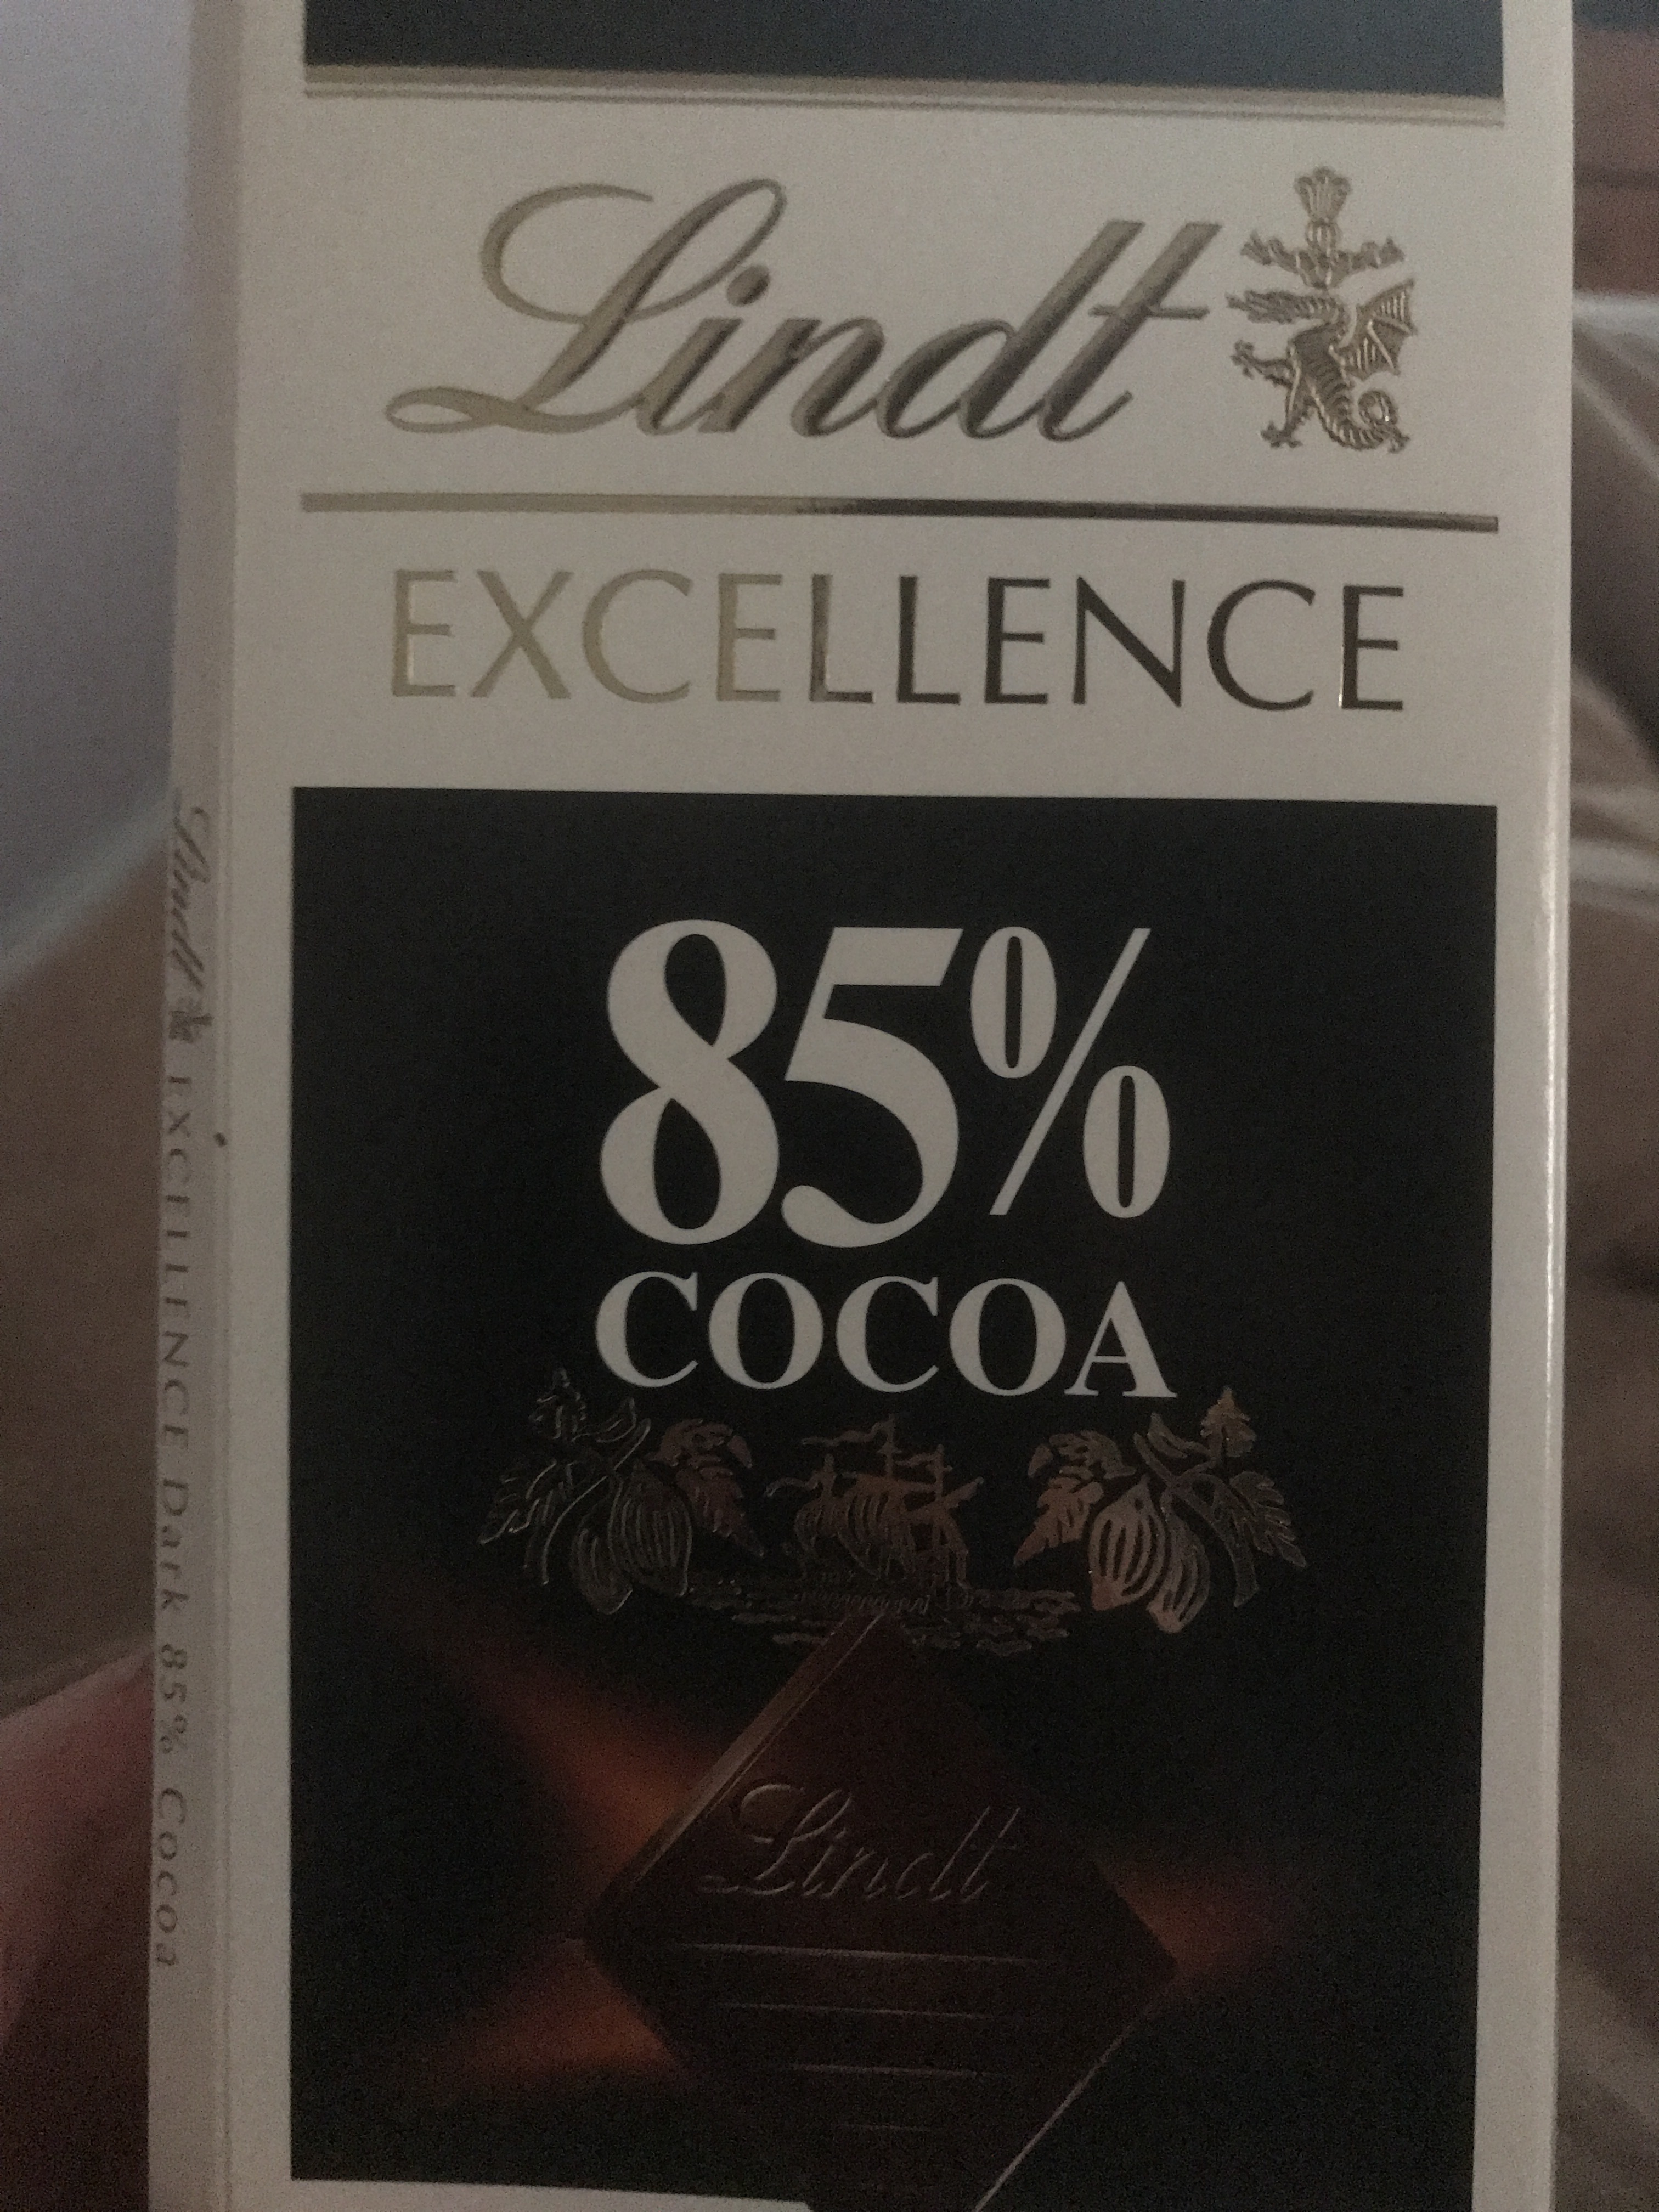 Lindt
EXCELLENCE
85%
COCOA
Lindt
Lindt EXCELLENCE Dark 85% Cocoa